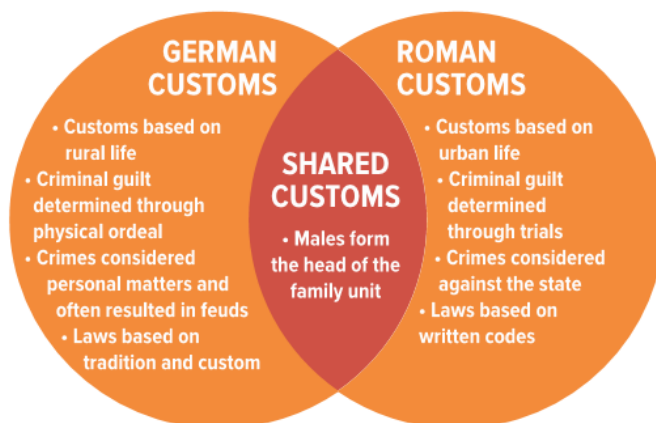 GERMAN
CUSTOMS
• Customs based on
rural life
• Criminal guilt
determined through
physical ordeal
• Crimes considered
personal matters and
often resulted in feuds
• Laws based on
tradition and custom
SHARED
CUSTOMS
• Males form
the head of the
family unit
ROMAN
CUSTOMS
• Customs based on
urban life
• Criminal guilt
determined
through trials
• Crimes considered
against the state
• Laws based on
written codes